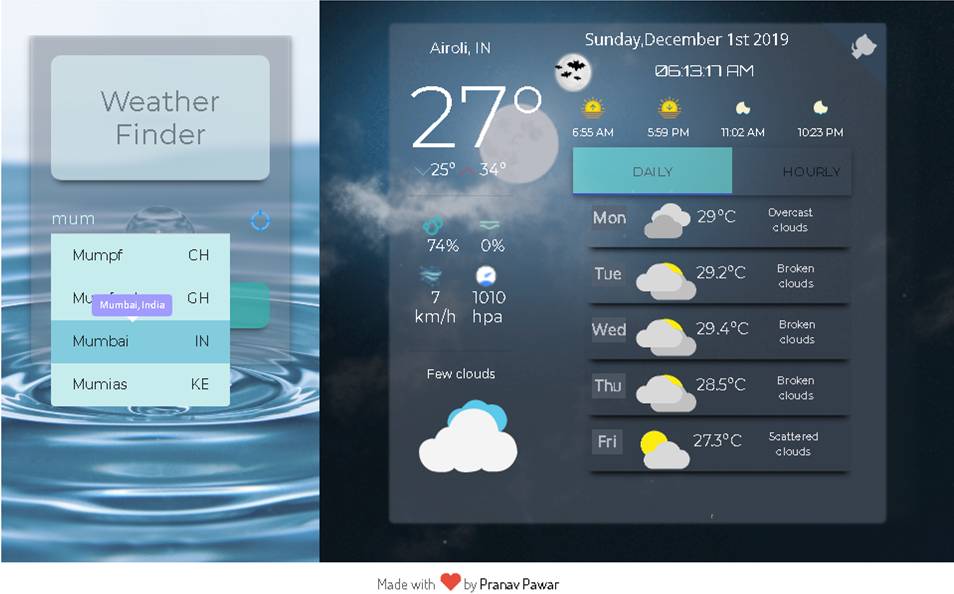 Weather
Finder
mum
Mumpf CH
GH
Mumbai, India
Mumbai IN
Mumias KE
Airoli, IN
27°
25° 34°
74% 0%
7 1010
km/h hpa
Few clouds
Sunday,December 1st 2019
06:13:17 AM
6:55 AM 5:59 PM 11:02 AM 10:23 PM
DAILY HOURLY
Mon 29°C Overcast
clouds
Tue 29.2°C Broken
clouds
Wed 29.4°C Broken
clouds
Thu 28.5°C Broken
clouds
Fri 27.3°C Scattered
clouds
Made with by Pranav Pawar